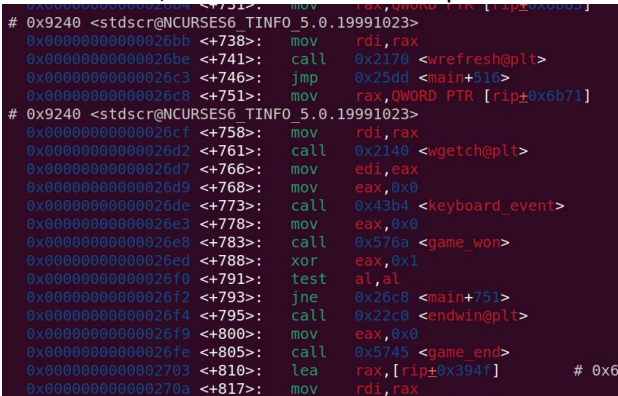 # 0x9240 <stdscr@NCURSES6_TINFO_5.0.19991023>
0x00000000000026bb <+738>: mov rdi,rax
0x00000000000026be <+741>: call 0x2170 <wrefresh@plt>
0x00000000000026c3 <+746>: jmp 0x25dd <main+516>
0x00000000000026c8 <+751>: mov rax,QWORD PTR [rip+0x6b71]
# 0x9240 <stdscr@NCURSES6_TINFO_5.0.19991023>
0x00000000000026cf <+758>: mov rdi,rax
0x00000000000026d2 <+761>: call 0x2140 <wgetch@plt>
0x00000000000026d7 <+766>: mov edi,eax
0x00000000000026d9 <+768>: mov eax,0x0
0x00000000000026de <+773>: call 0x43b4 <keyboard_event>
0x00000000000026e3 <+778>: mov eax,0x0
0x00000000000026e8 <+783>: call 0x576a <game_won>
0x00000000000026ed <+788>: xor eax,0x1
0x00000000000026f0 <+791>: test al,al
0x00000000000026f2 <+793>: jne 0x26c8 <main+751>
0x00000000000026f4 <+795>: call 0x22c0 <endwin@plt>
0x00000000000026f9 <+800>: mov eax,0x0
0x00000000000026fe <+805>: call 0x5745 <game_end>
0x0000000000002703 <+810>: lea rax,[rip+0x394f] # 0x6
0x000000000000270a <+817>: mov rdi,rax